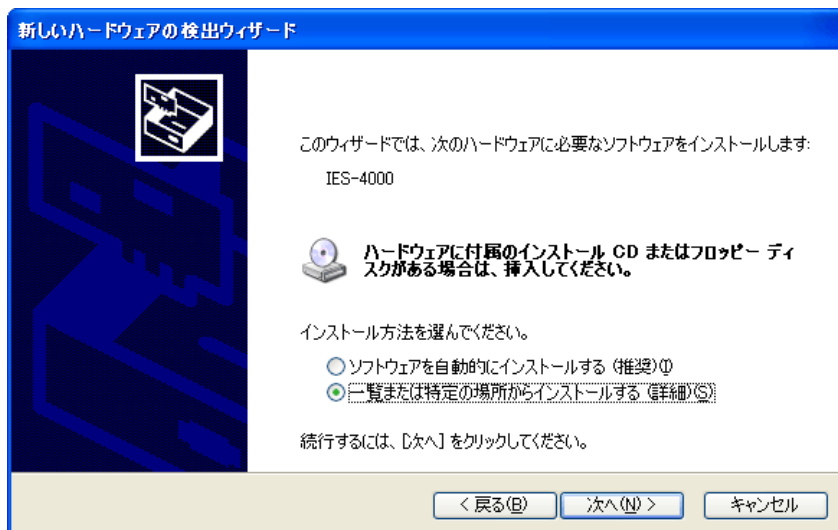 新しいハードウェアの検出ウィザード
このウィザードでは、次のハードウェアに必要なソフトウェアをインストールします:
IES-4000
ハードウェアに付属のインストール CD またはフロッピー ディ
スクがある場合は、挿入してください。
インストール方法を選んでください。
ソフトウェアを自動的にインストールする (推奨)(I)
一覧または特定の場所からインストールする (詳細)(S)
続行するには、[次へ] をクリックしてください。
< 戻る(B) 次へ(N) > キャンセル